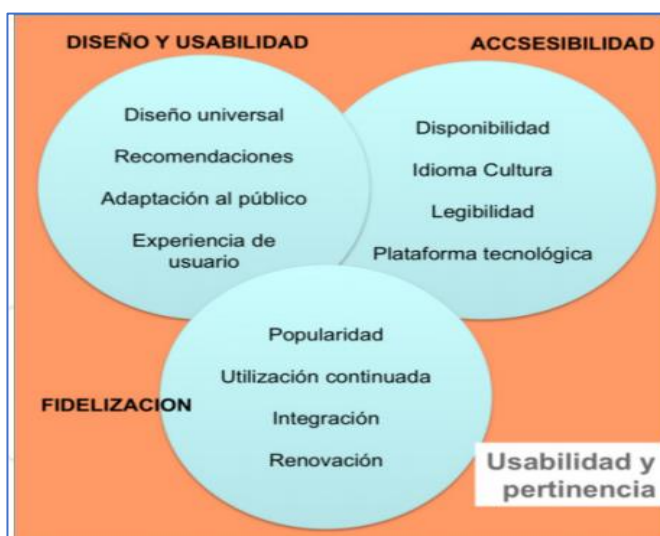 DISEÑO Y USABILIDAD
Diseño universal
Recomendaciones
Adaptación al público
Experiencia de
usuario
ACCSESIBILIDAD
Disponibilidad
Idioma Cultura
Legibilidad
Plataforma tecnológica
FIDELIZACION
Popularidad
Utilización continuada
Integración
Renovación
Usabilidad y
pertinencia